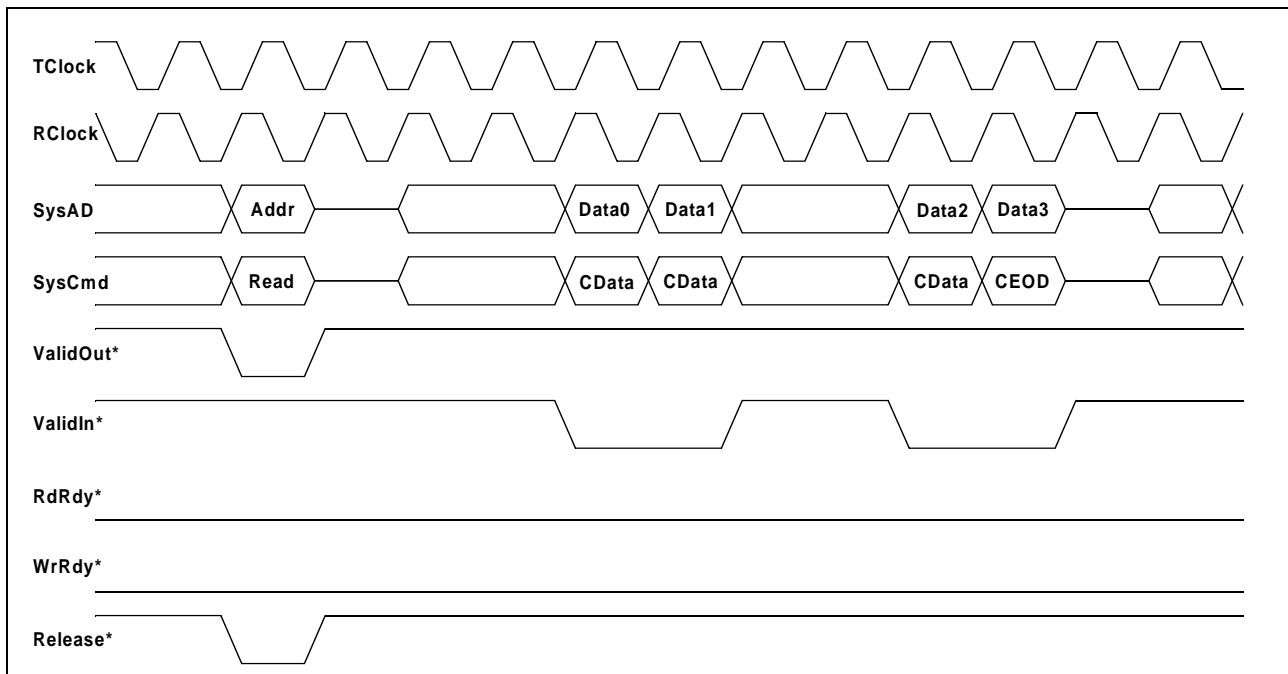 TClock
RClock
SysAD Addr Data0 Data1 Data2 Data3
SysCmd Read CData CData CData CEOD
ValidOut*
ValidIn*
RdRdy*
WrRdy*
Release*